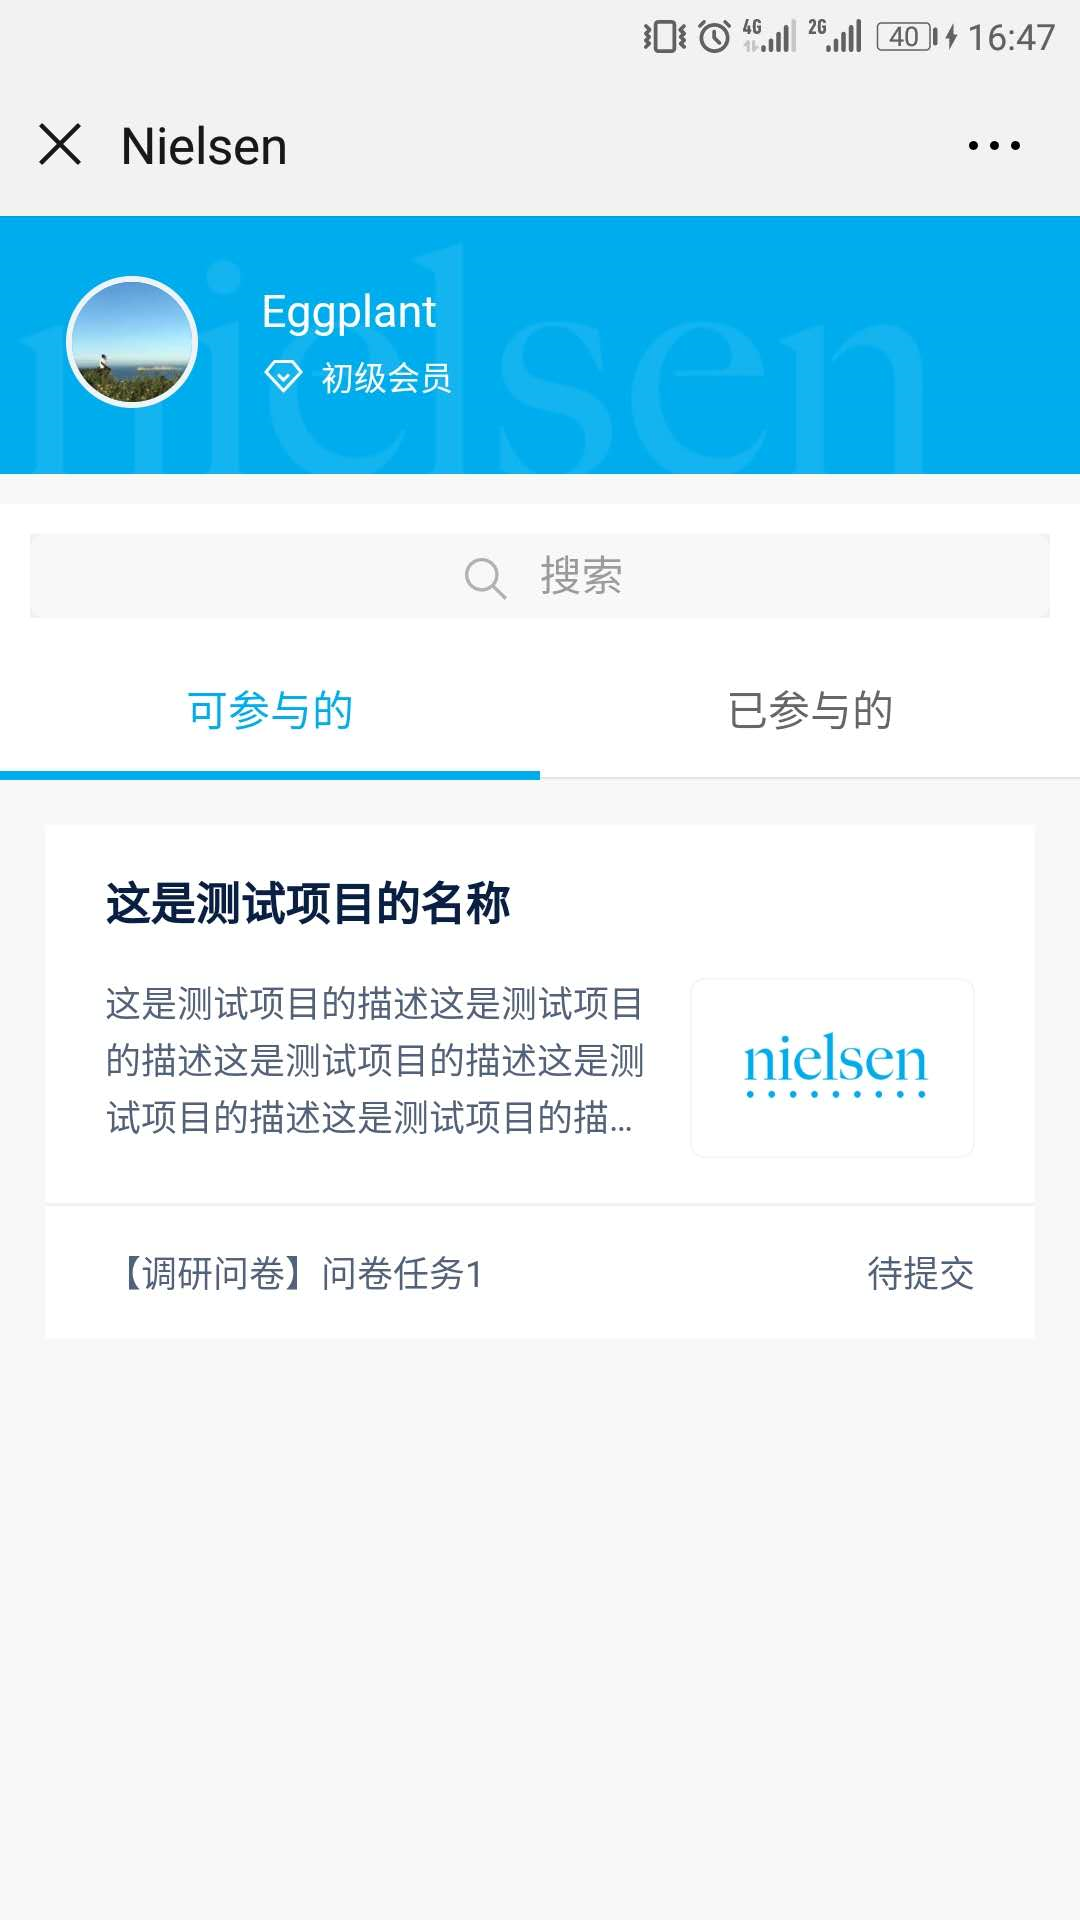 4G 2G 40 16:47
Nielsen
nielsen
Eggplant
初级会员
搜索
可参与的 已参与的
这是测试项目的名称
这是测试项目的描述这是测试项目
的描述这是测试项目的描述这是测
试项目的描述这是测试项目的描...
nielsen
【调研问卷】问卷任务1 待提交